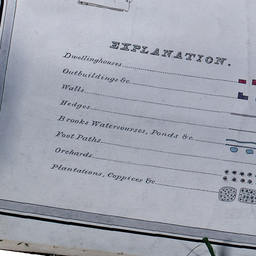 EXPLANATION.
Dwellinghouses
Outbuildings &c.
Walls
Hedges
Brooks Watercourses, Ponds &c.
Foot Paths
Orchards
Plantations, Coppices &c.